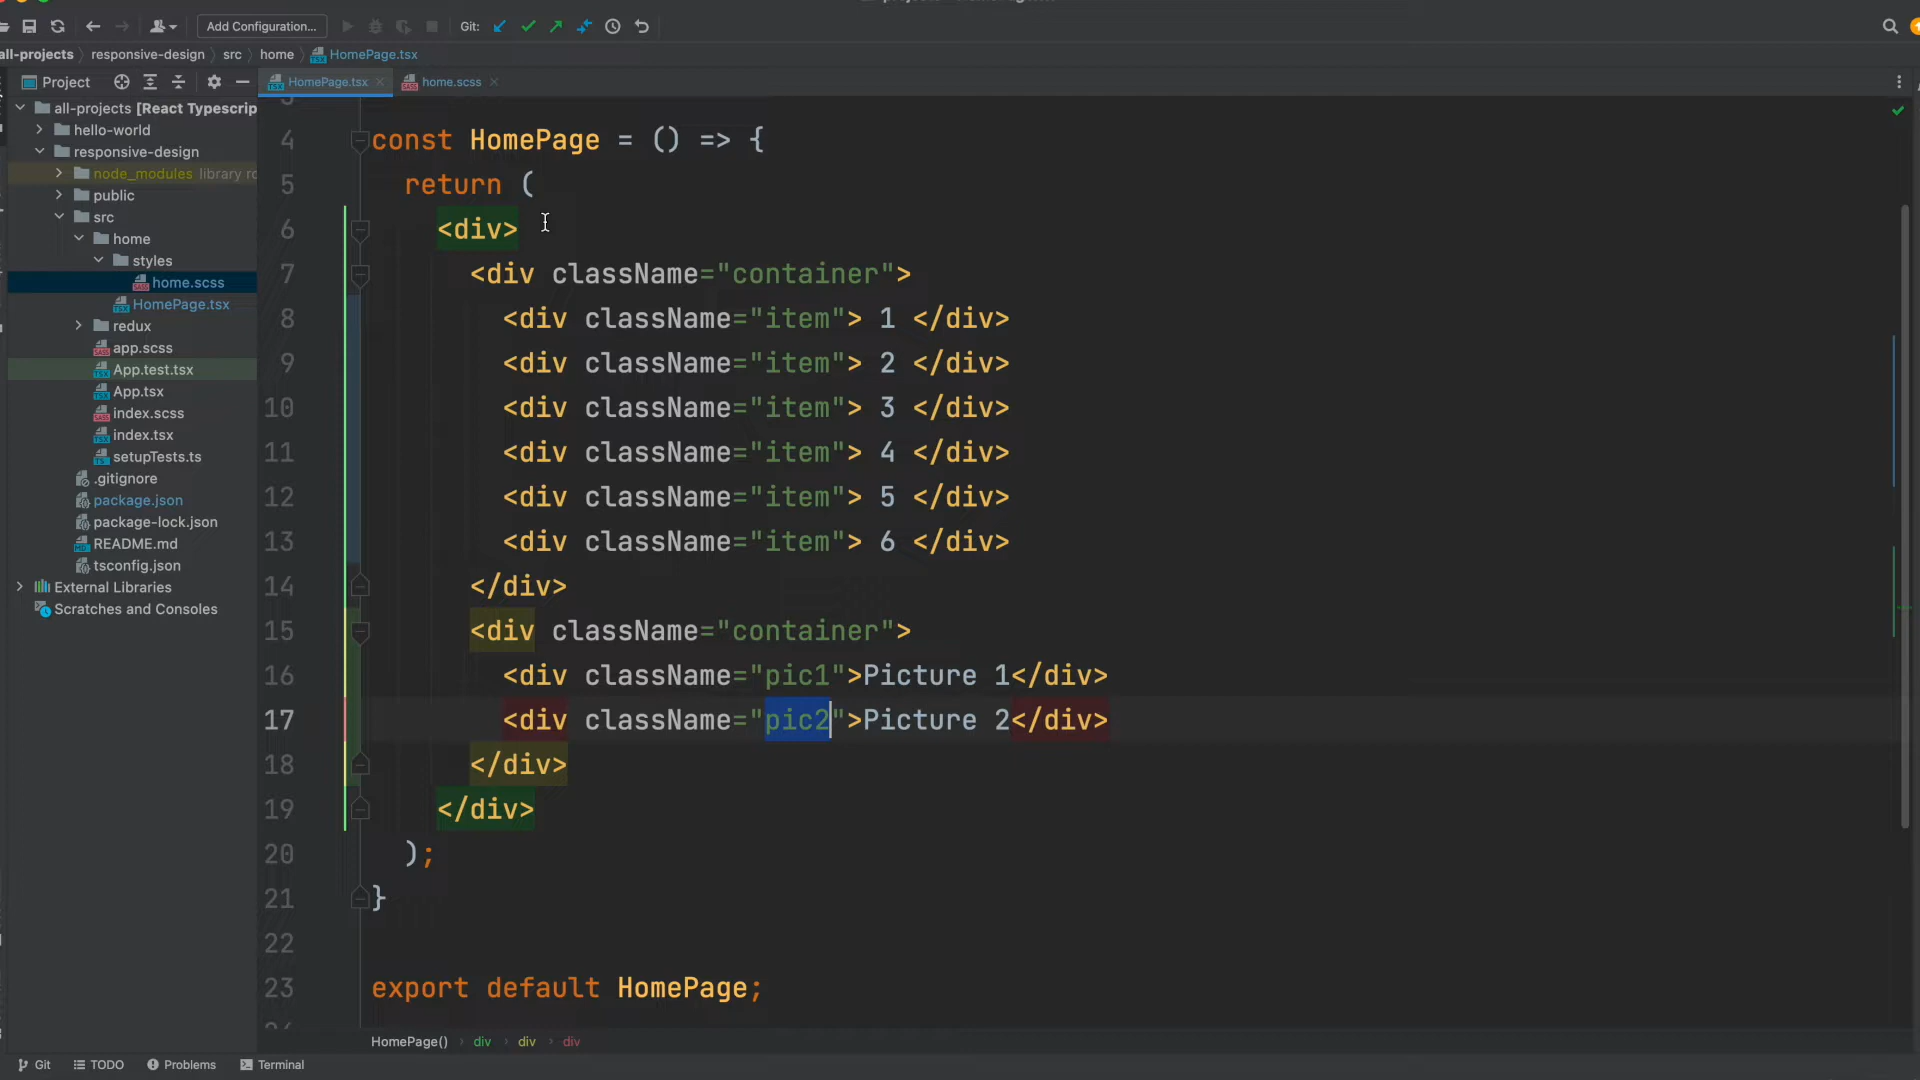 Add Configuration...
Git:
all-projects
responsive-design
src
home
HomePage.tsx
Project
HomePage.tsx
home.scss
all-projects [React Typescrip
hello-world
responsive-design
node_modules library ro
public
src
home
styles
home.scss
HomePage.tsx
redux
app.scss
App.test.tsx
App.tsx
index.scss
index.tsx
setupTests.ts
.gitignore
package.json
package-lock.json
README.md
tsconfig.json
External Libraries
Scratches and Consoles
4 const HomePage = () => {
5 return (
6 <div>
7 <div className="container">
8 <div className="item"> 1 </div>
9 <div className="item"> 2 </div>
10 <div className="item"> 3 </div>
11 <div className="item"> 4 </div>
12 <div className="item"> 5 </div>
13 <div className="item"> 6 </div>
14 </div>
15 <div className="container">
16 <div className="pic1">Picture 1</div>
17 <div className="pic2">Picture 2</div>
18 </div>
19 </div>
20 );
21 }
22
23 export default HomePage;
HomePage() div div div
Git
TODO
Problems
Terminal